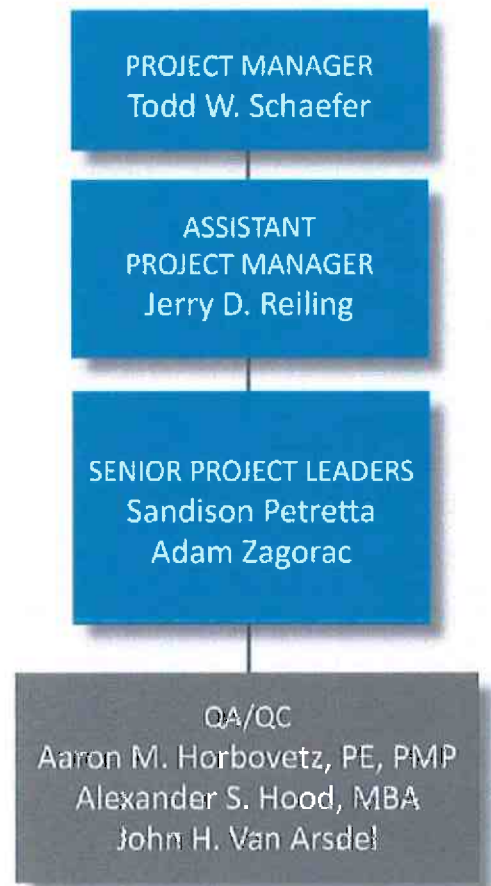 PROJECT MANAGER
Todd W. Schaefer
ASSISTANT
PROJECT MANAGER
Jerry D. Reiling
SENIOR PROJECT LEADERS
Sandison Petretta
Adam Zagorac
QA/QC
Aaron M. Horbovetz, PE, PMP
Alexander S. Hood, MBA
John H. Van Arsdel